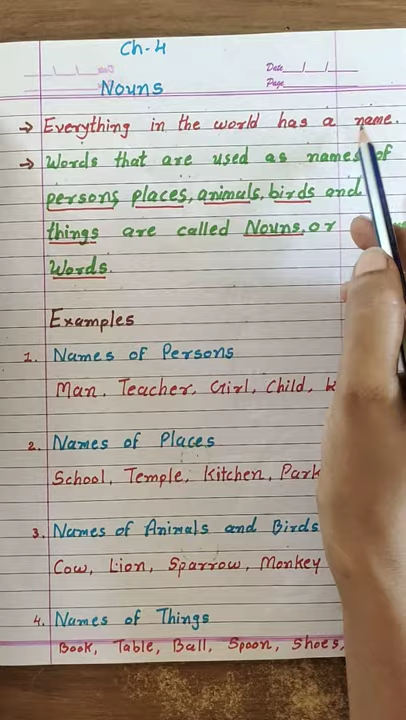 Ch-4
Date __/__/__
Page
Nouns
→ Everything in the world has a name.
→ Words that are used as names of
persons places, animals, birds and
things are called Nouns or
Words.
Examples
1. Names of Persons
Man, Teacher, Girl, Child,
2. Names of Places
School, Temple, Kitchen, Park
3. Names of Animals and Birds
Cow, Lion, Sparrow, Monkey
4. Names of Things
Book, Table, Ball, Spoon, Shoes,